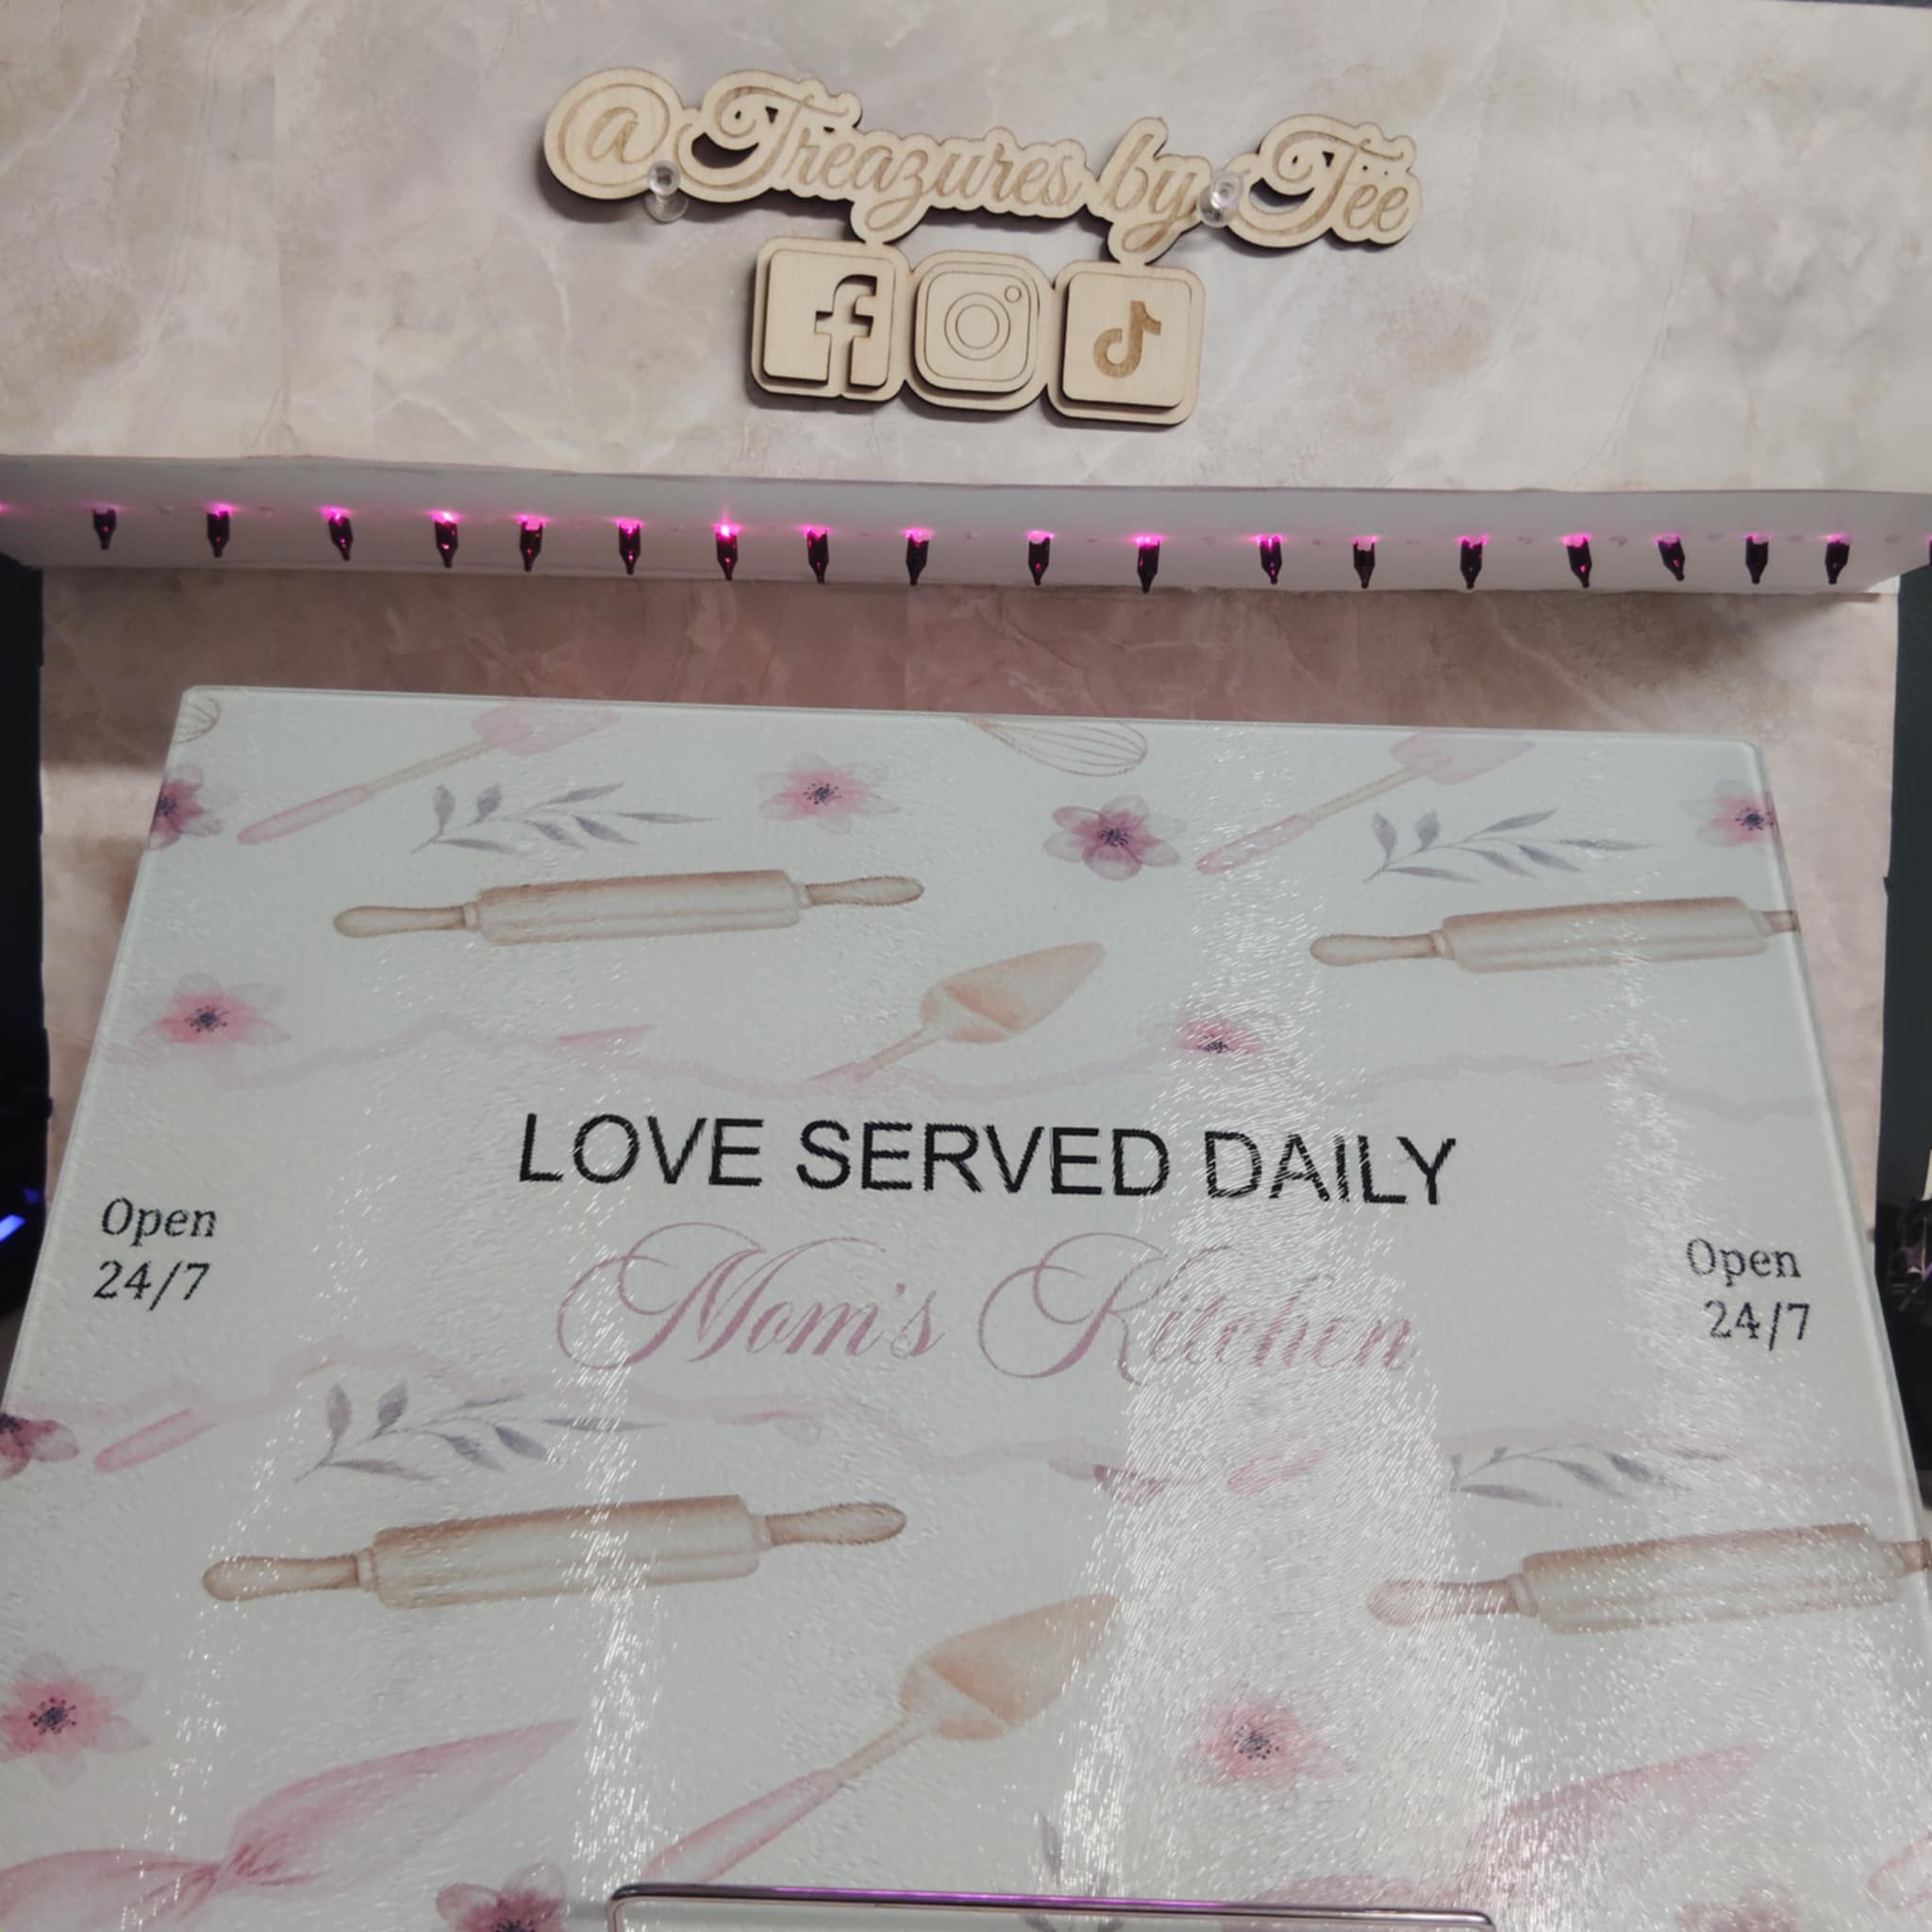 @Treazures by Tee
LOVE SERVED DAILY
Mom's Kitchen
Open
24/7
Open
24/7